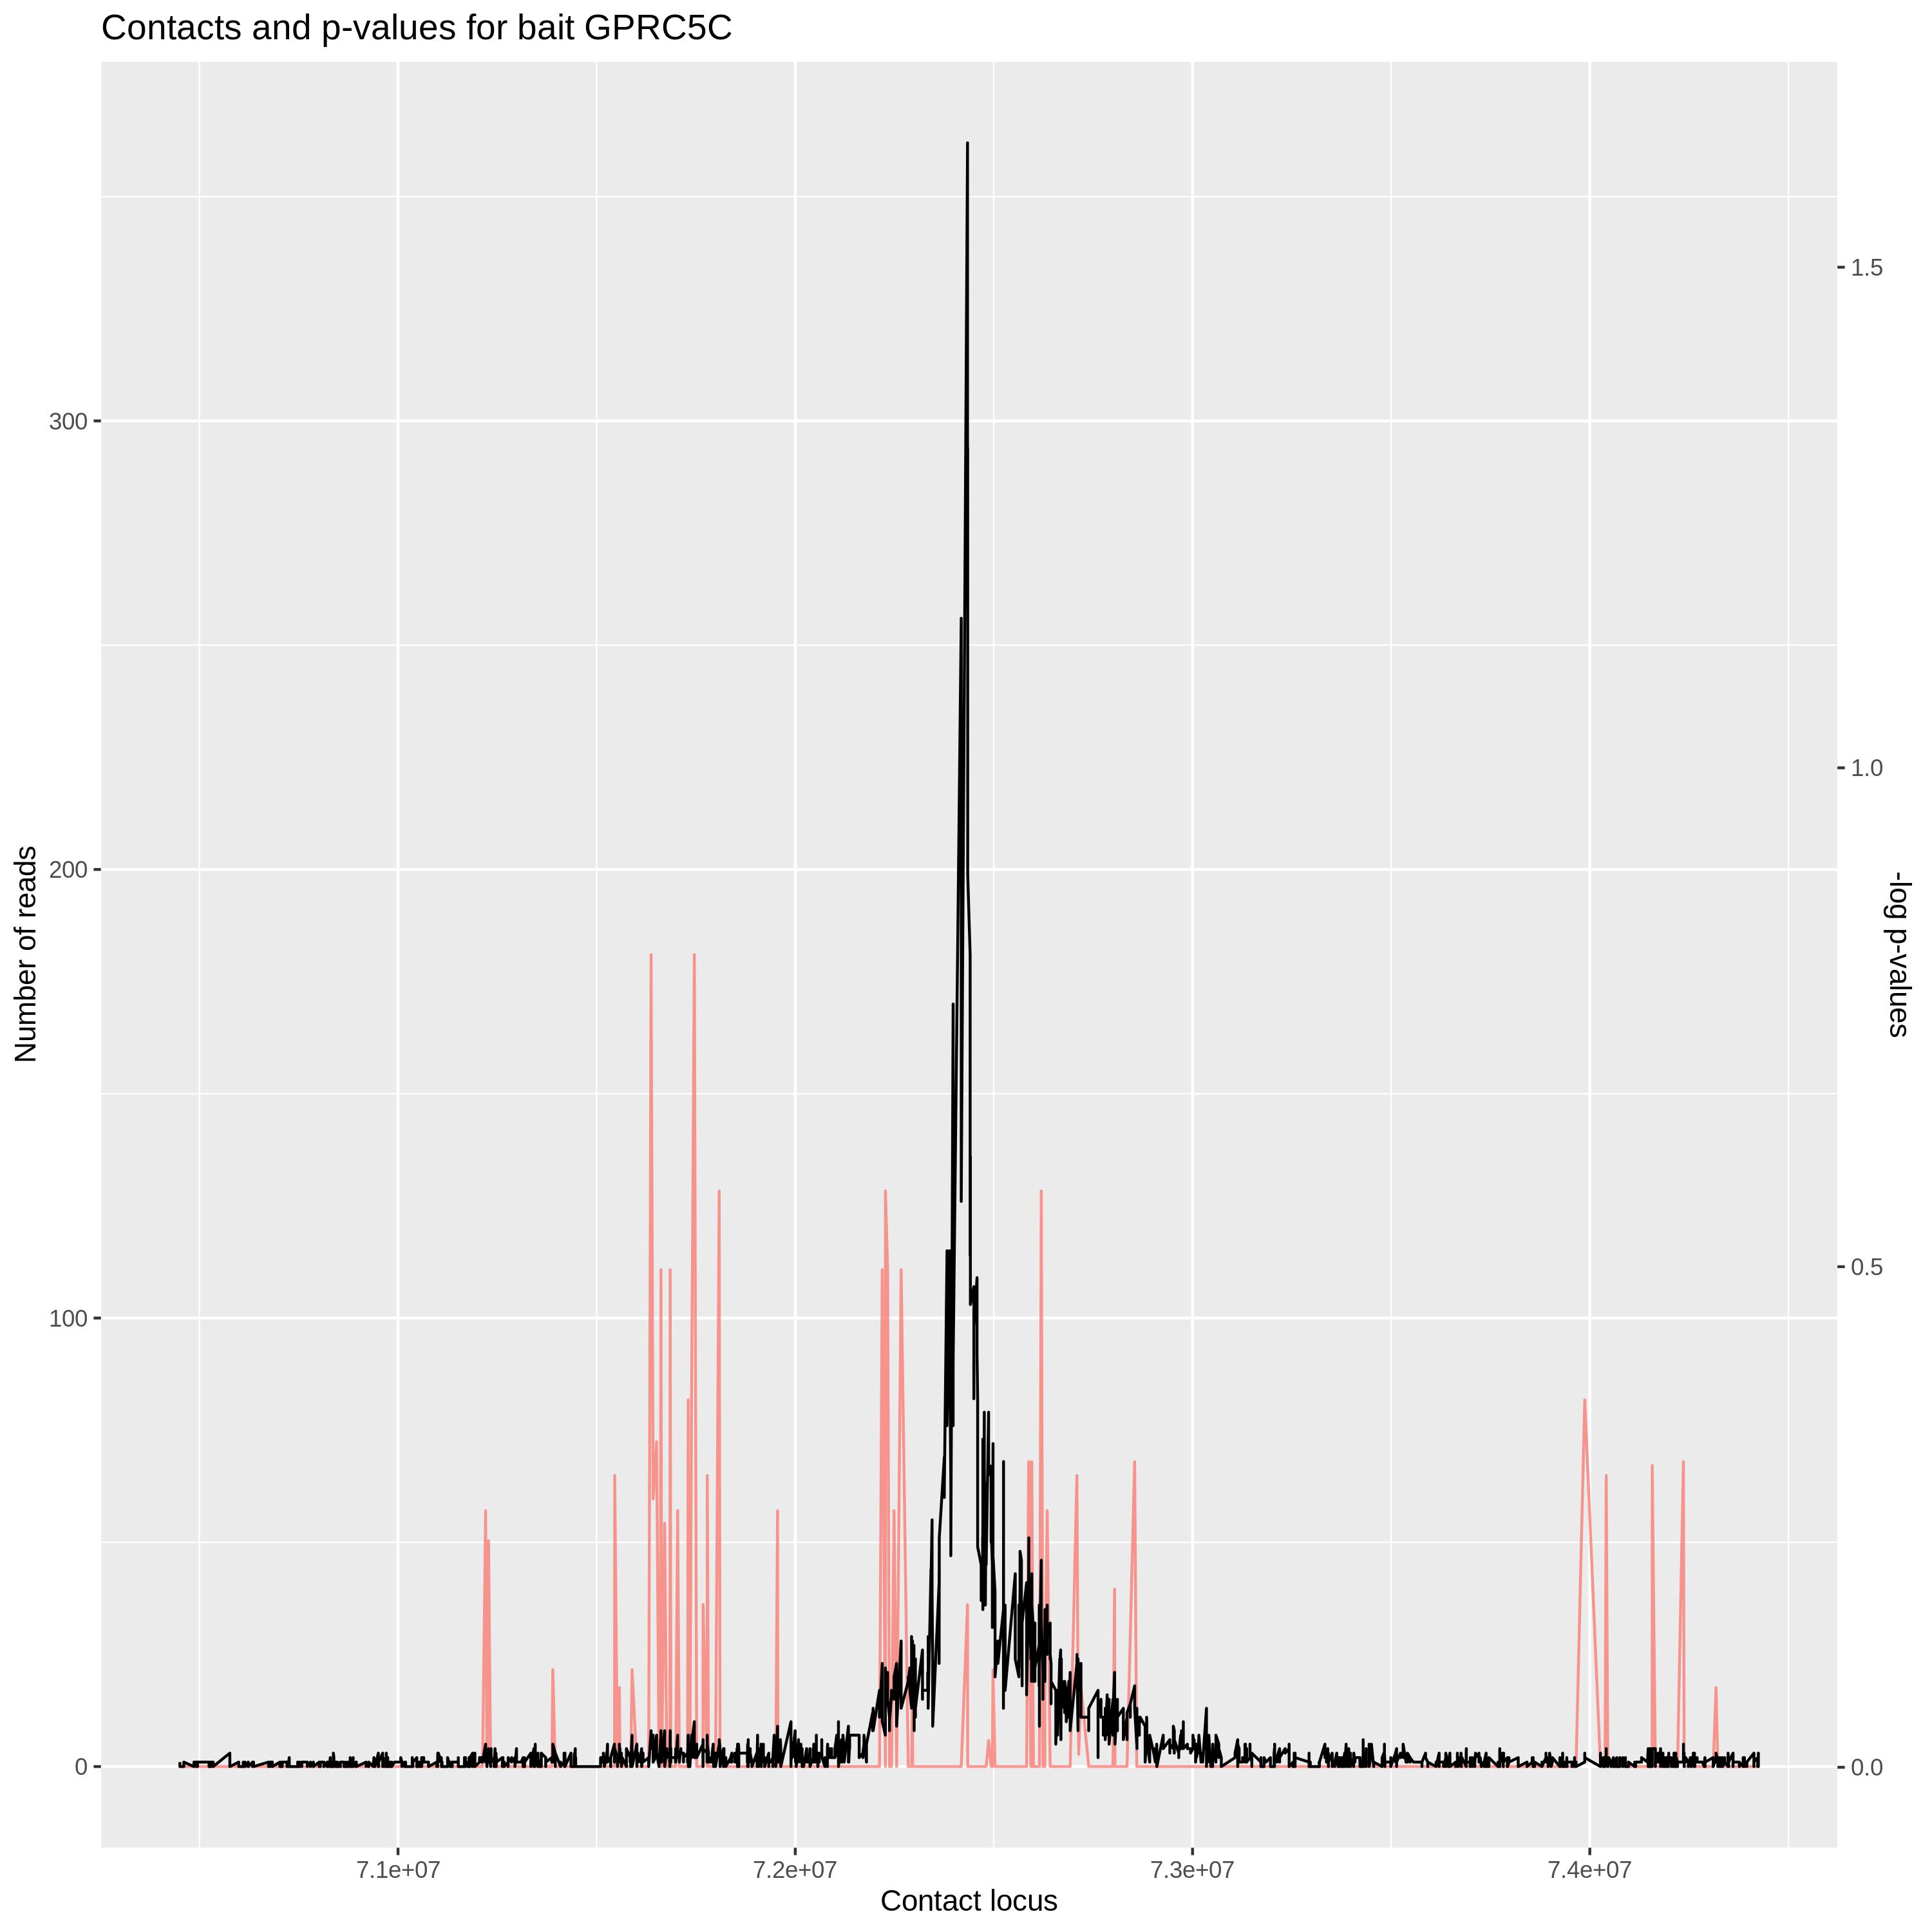 Contacts and p-values for bait GPRC5C
300
200
100
0
Number of reads
1.5
1.0
0.5
0.0
-log p-values
7.1e+07 7.2e+07 7.3e+07 7.4e+07
Contact locus